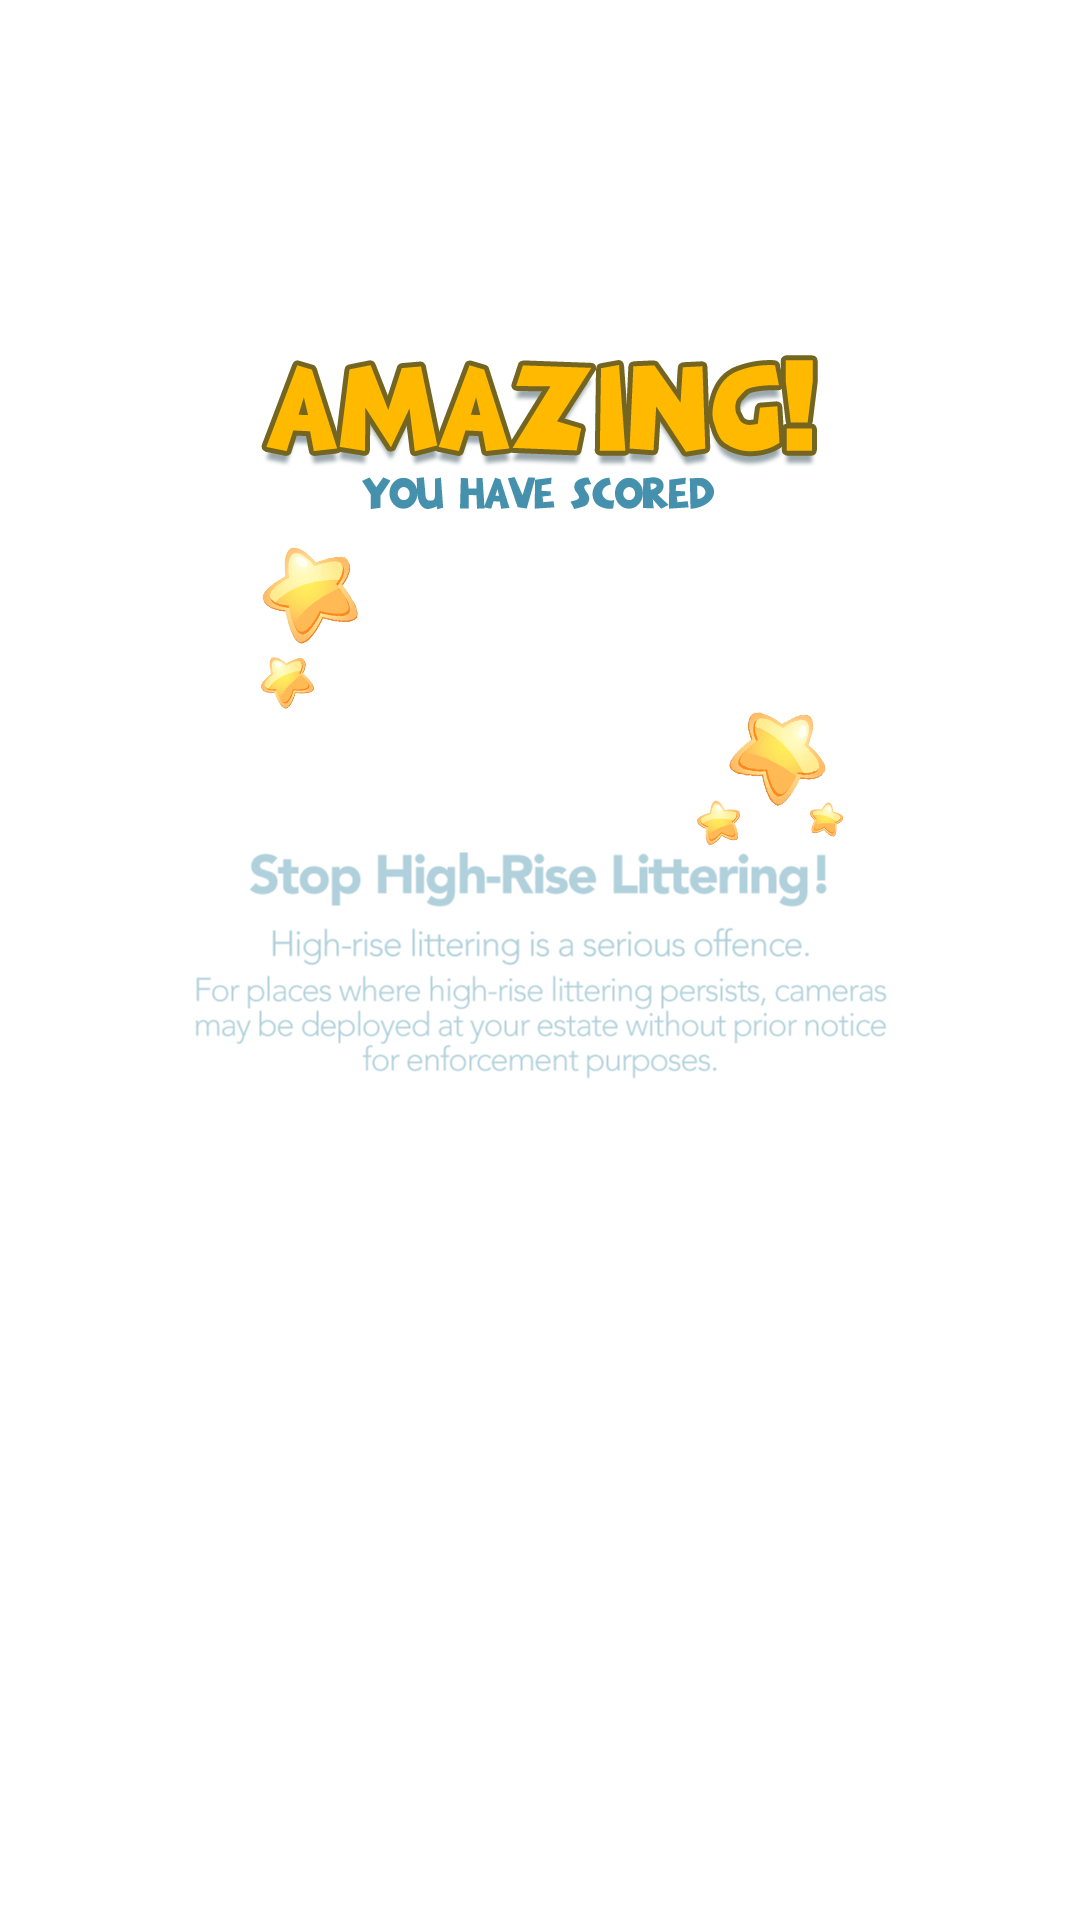 AMAZING!
YOU HAVE SCORED
Stop High-Rise Littering!
High-rise littering is a serious offence.
For places where high-rise littering persists, cameras
may be deployed at your estate without prior notice
for enforcement purposes.